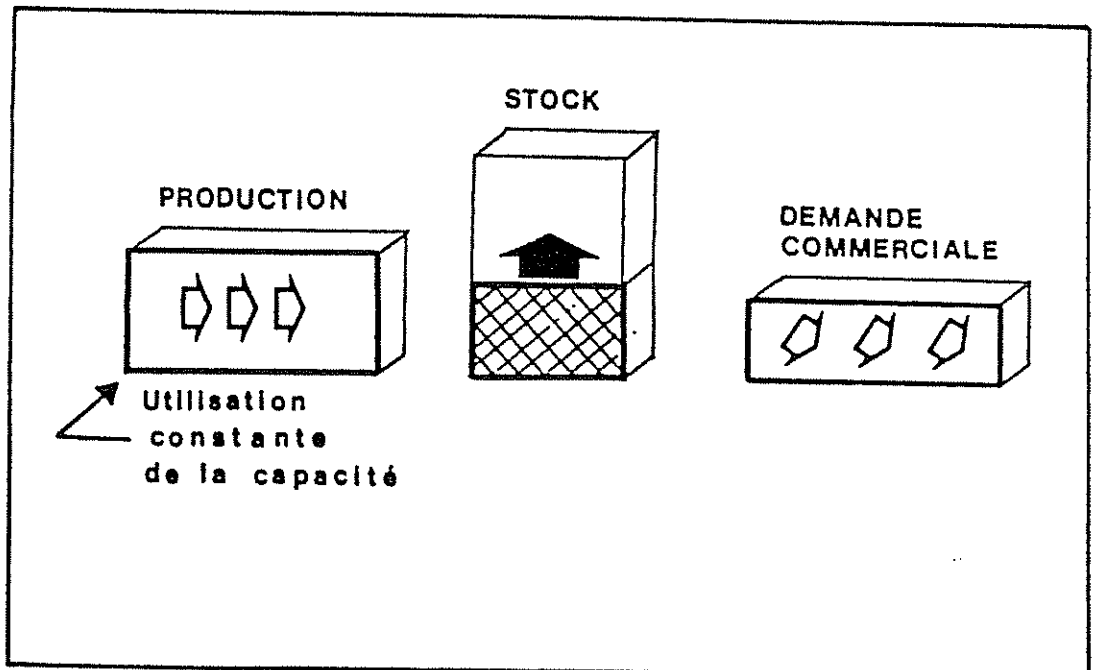 STOCK
PRODUCTION
DEMANDE
COMMERCIALE
Utilisation
constante
de la capacité